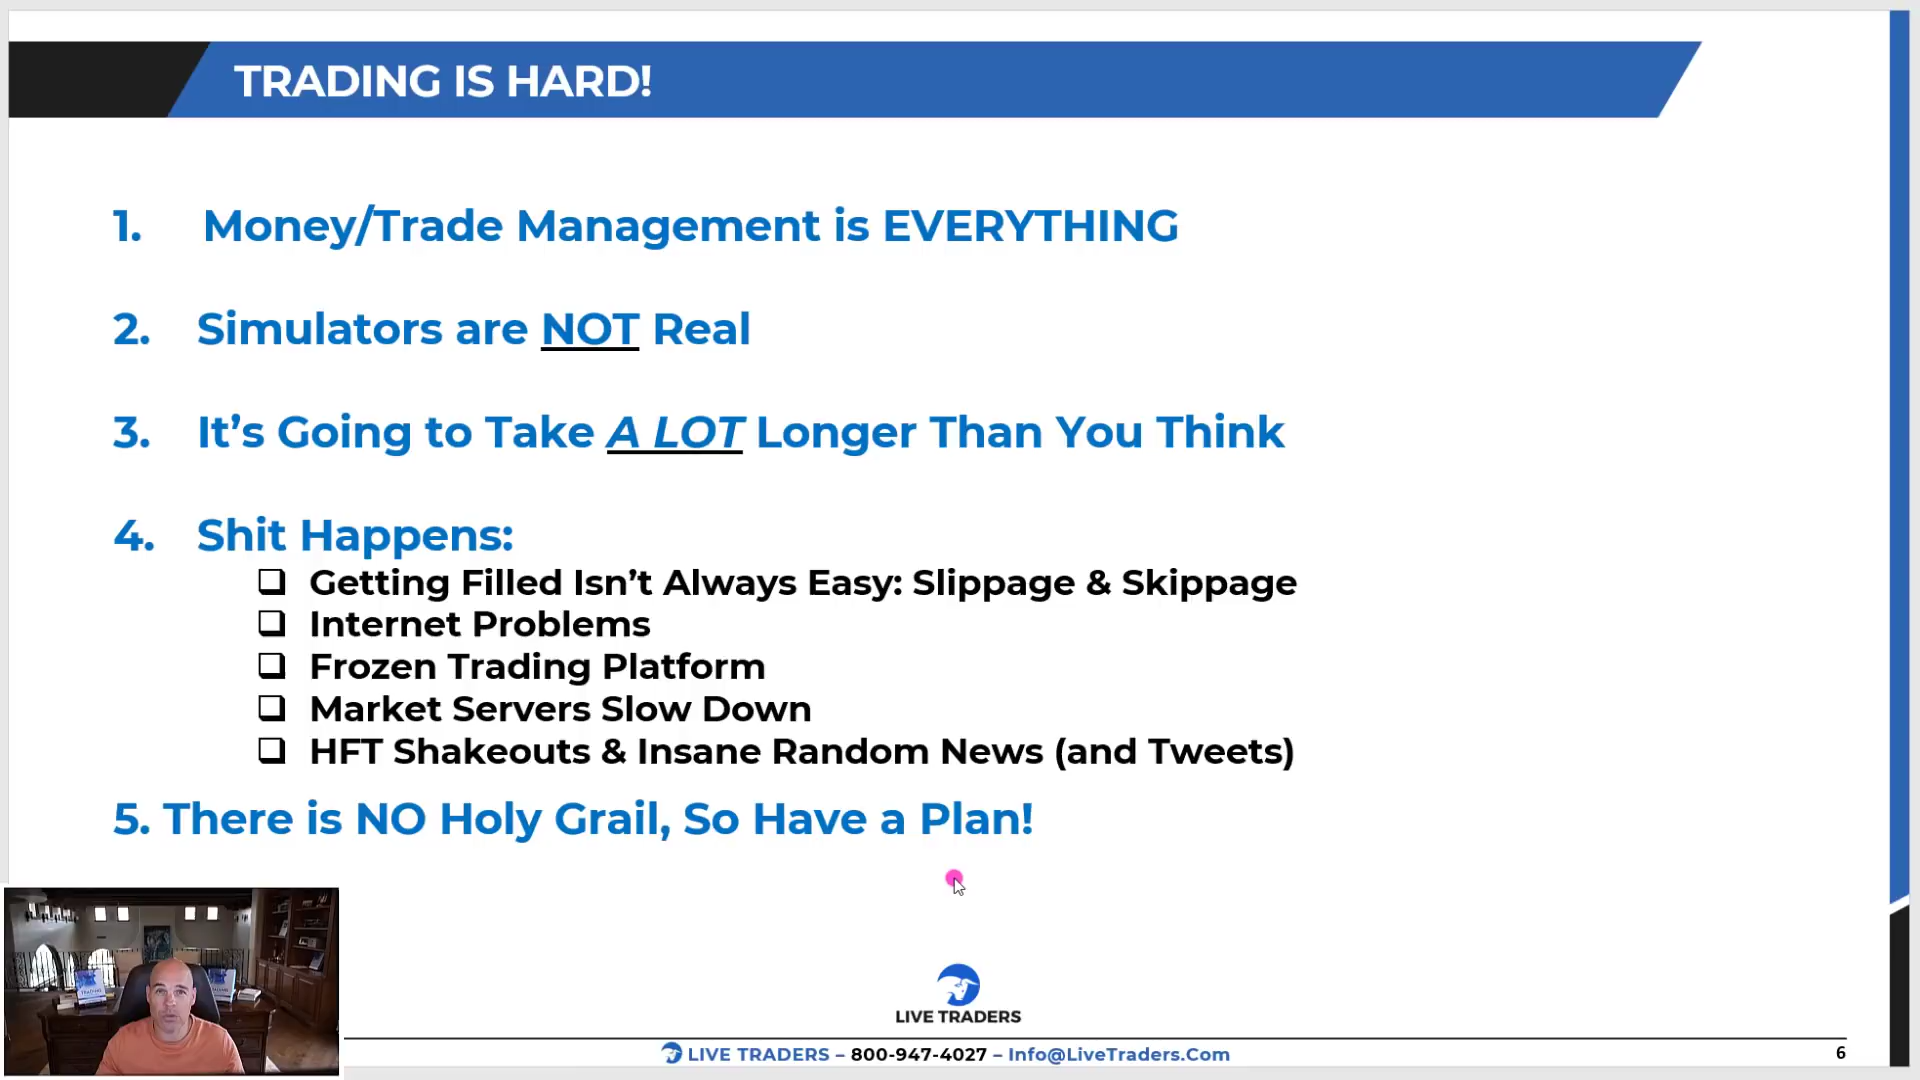 TRADING IS HARD!
1. Money/Trade Management is EVERYTHING
2. Simulators are NOT Real
3. It’s Going to Take A LOT Longer Than You Think
4. Shit Happens:
❑ Getting Filled Isn’t Always Easy: Slippage & Skippage
❑ Internet Problems
❑ Frozen Trading Platform
❑ Market Servers Slow Down
❑ HFT Shakeouts & Insane Random News (and Tweets)
5. There is NO Holy Grail, So Have a Plan!
LIVE TRADERS
LIVE TRADERS – 800-947-4027 – Info@LiveTraders.Com
6